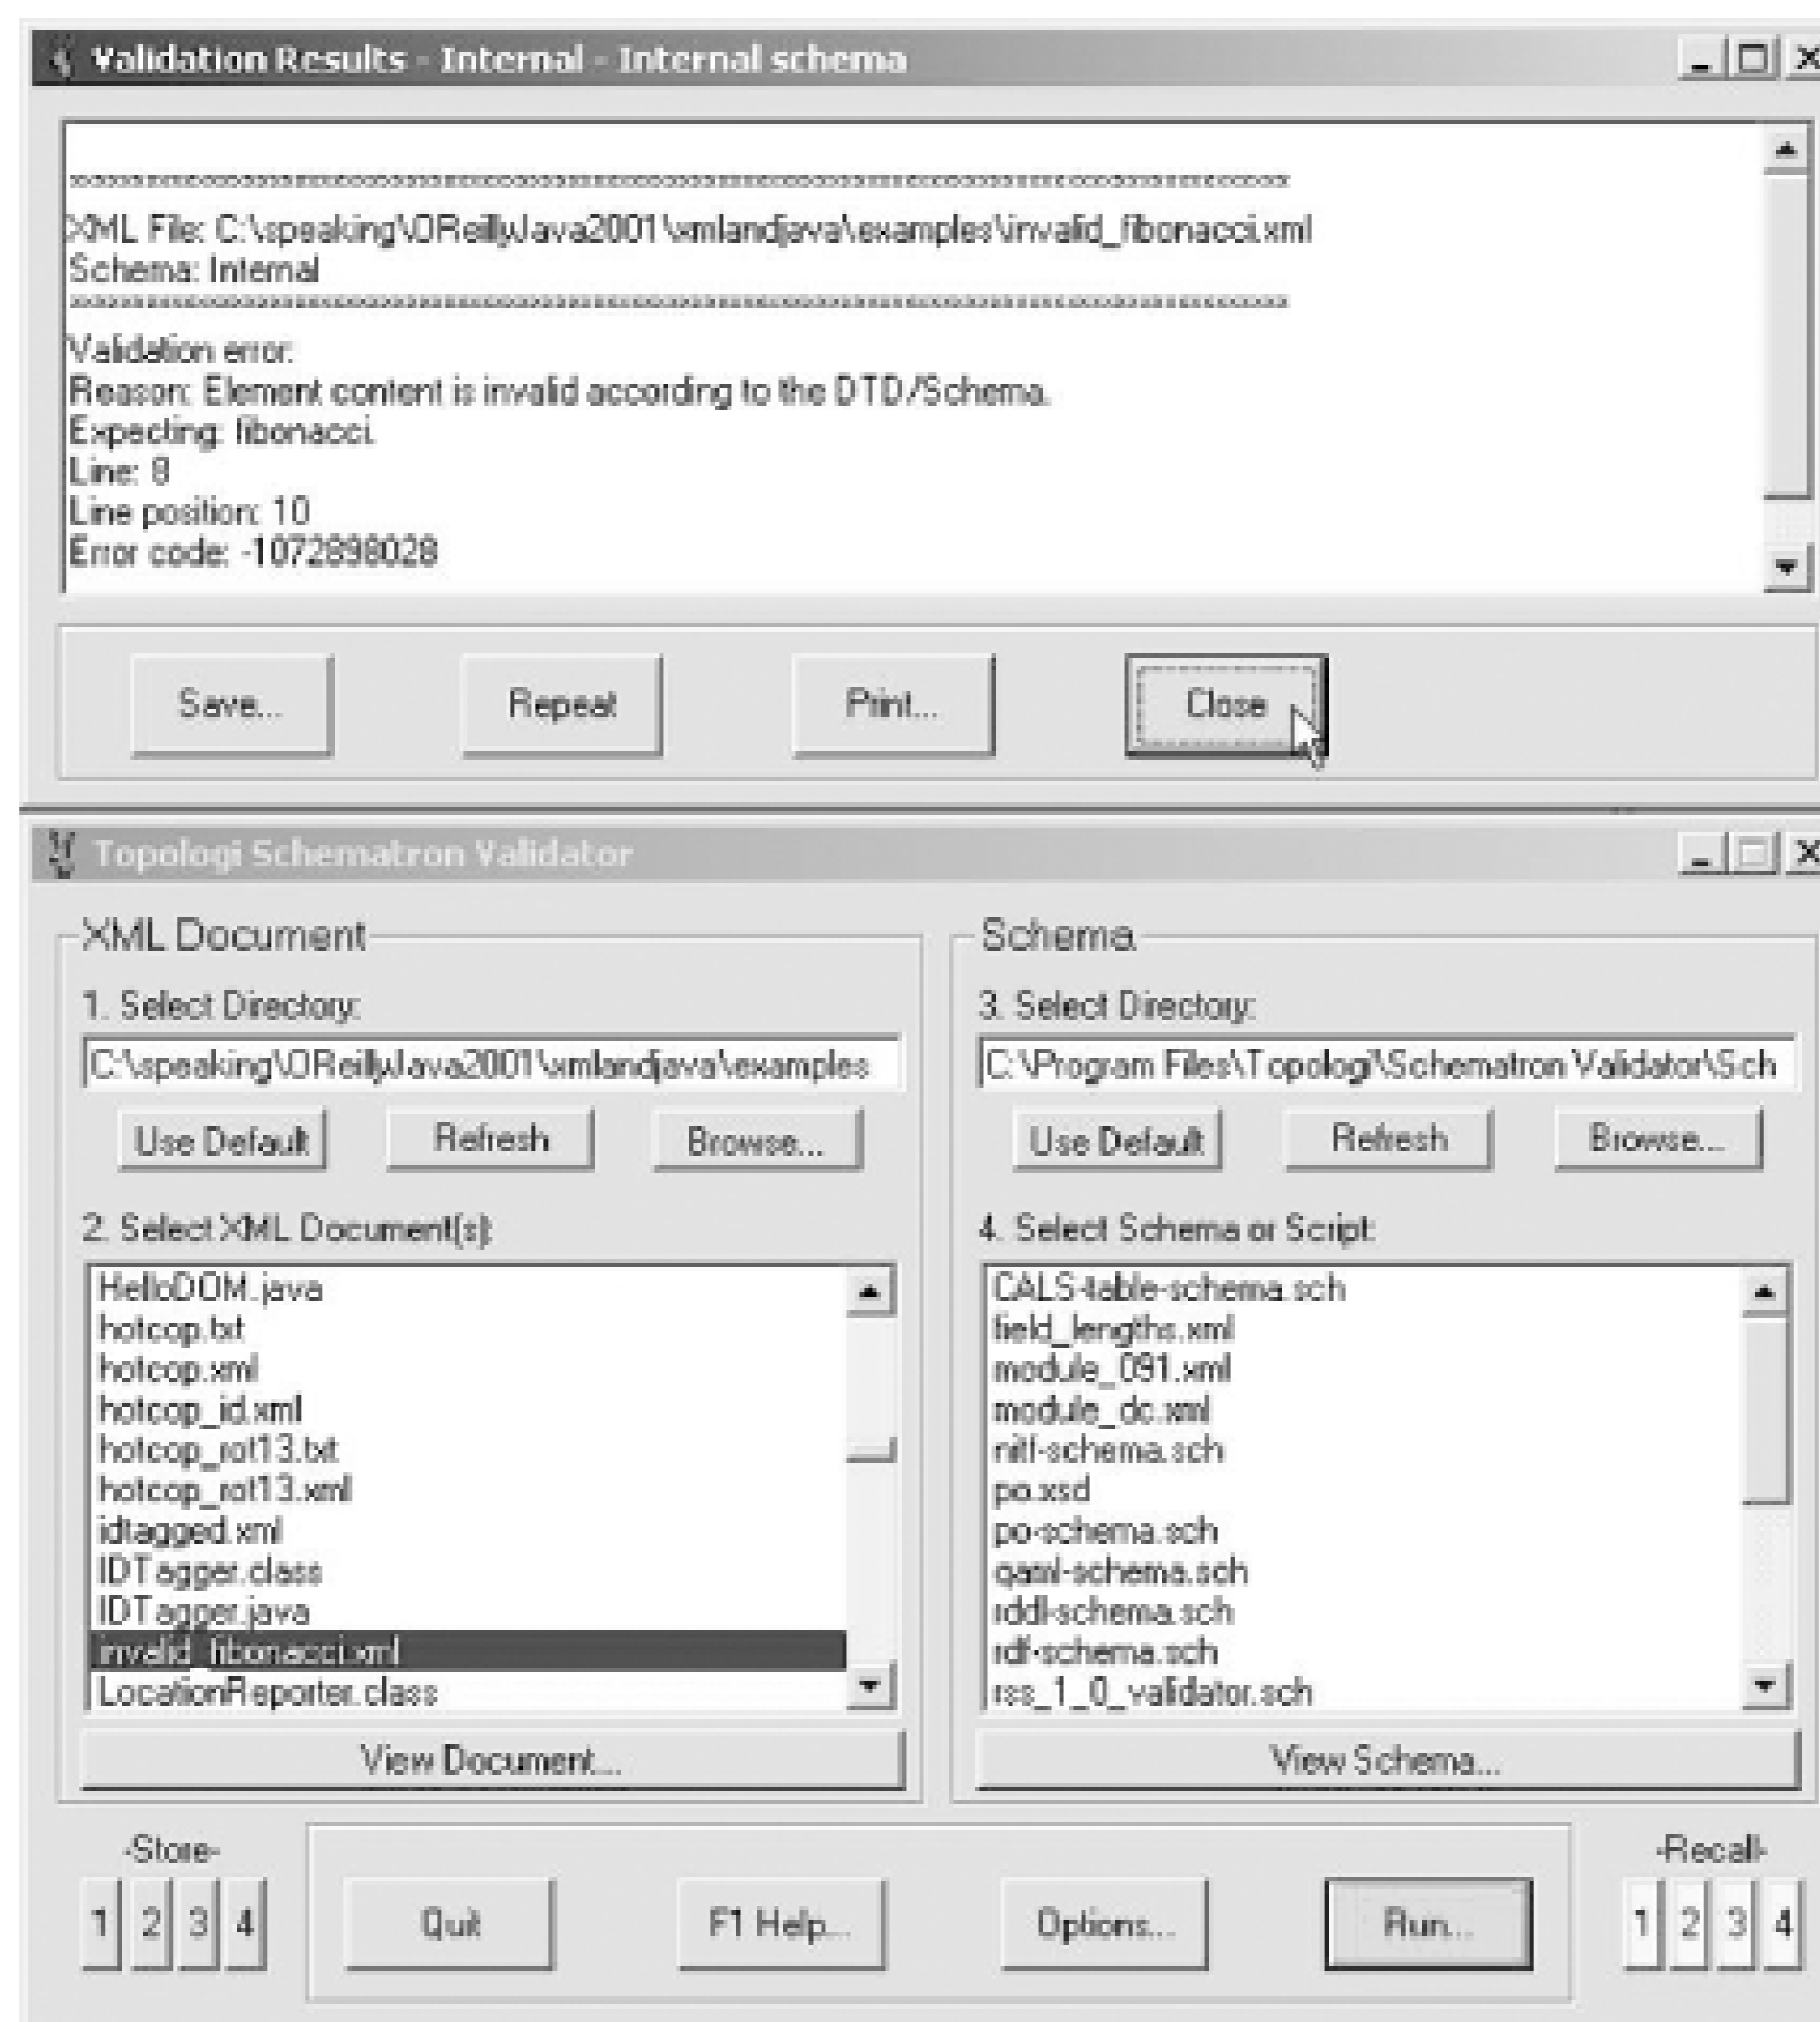 Validation Results - Internal - Internal schema
XML File: C:\speaking\OReillyJava2001\xmlandjava\examples\invalid_fibonacci.xml
Schema: Internal
Validation error:
Reason: Element content is invalid according to the DTD/Schema.
Expecting: fibonacci.
Line: 8
Line position: 10
Error code: -1072898028
Save... Repeat Print... Close
Topologi Schematron Validator
XML Document
1. Select Directory:
C:\speaking\OReillyJava2001\xmlandjava\examples
Use Default Refresh Browse...
2. Select XML Document(s):
HelloDOM.java
hotcop.txt
hotcop.xml
hotcop_id.xml
hotcop_rot13.txt
hotcop_rot13.xml
idtagged.xml
IDTagger.class
IDTagger.java
invalid_fibonacci.xml
LocationReporter.class
View Document...
Schema
3. Select Directory:
C:\Program Files\Topologi\Schematron Validator\Sch
Use Default Refresh Browse...
4. Select Schema or Script:
CALS-table-schema.sch
field_lengths.xml
module_091.xml
module_dc.xml
nitf-schema.sch
po.xsd
po-schema.sch
qaml-schema.sch
rddl-schema.sch
rdf-schema.sch
rss_1_0_validator.sch
View Schema...
-Store-
1 2 3 4
Quit F1 Help... Options... Run...
-Recall-
1 2 3 4